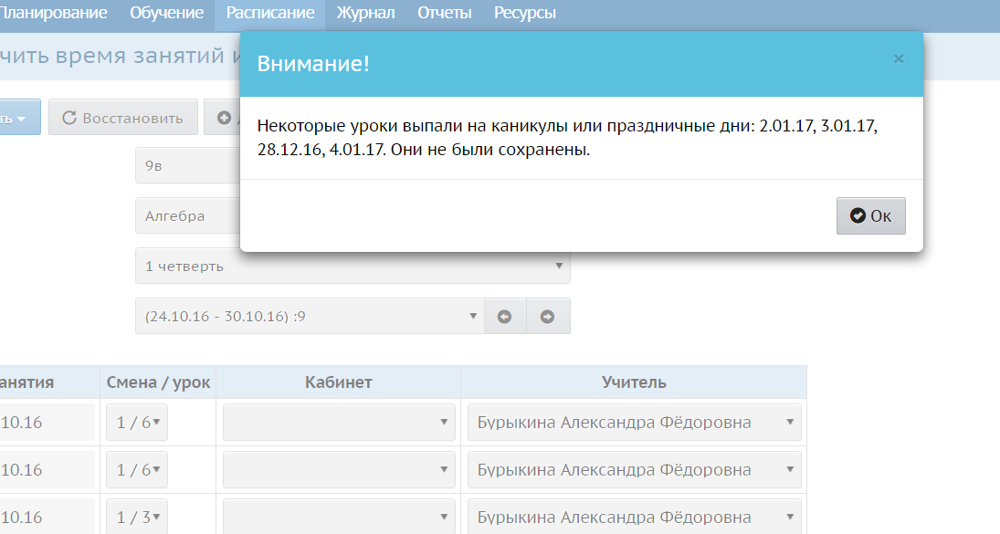 Планирование Обучение Расписание Журнал Отчеты Ресурсы
чить время занятий и
Внимание!
×
ть Восстановить
Некоторые уроки выпали на каникулы или праздничные дни: 2.01.17, 3.01.17,
28.12.16, 4.01.17. Они не были сохранены.
9в
Ок
Алгебра
1 четверть
(24.10.16 - 30.10.16) :9
анятия Смена / урок Кабинет Учитель
10.16 1 / 6 Бурыкина Александра Фёдоровна
10.16 1 / 6 Бурыкина Александра Фёдоровна
10.16 1 / 3 Бурыкина Александра Фёдоровна